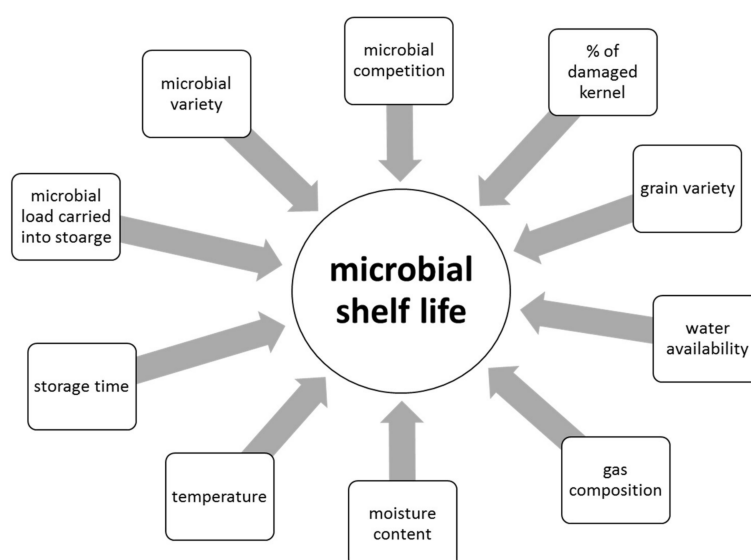 microbial
competition
% of
damaged
kernel
grain variety
water
availability
gas
composition
moisture
content
temperature
storage time
microbial
load carried
into stoarge
microbial
variety
microbial
shelf life